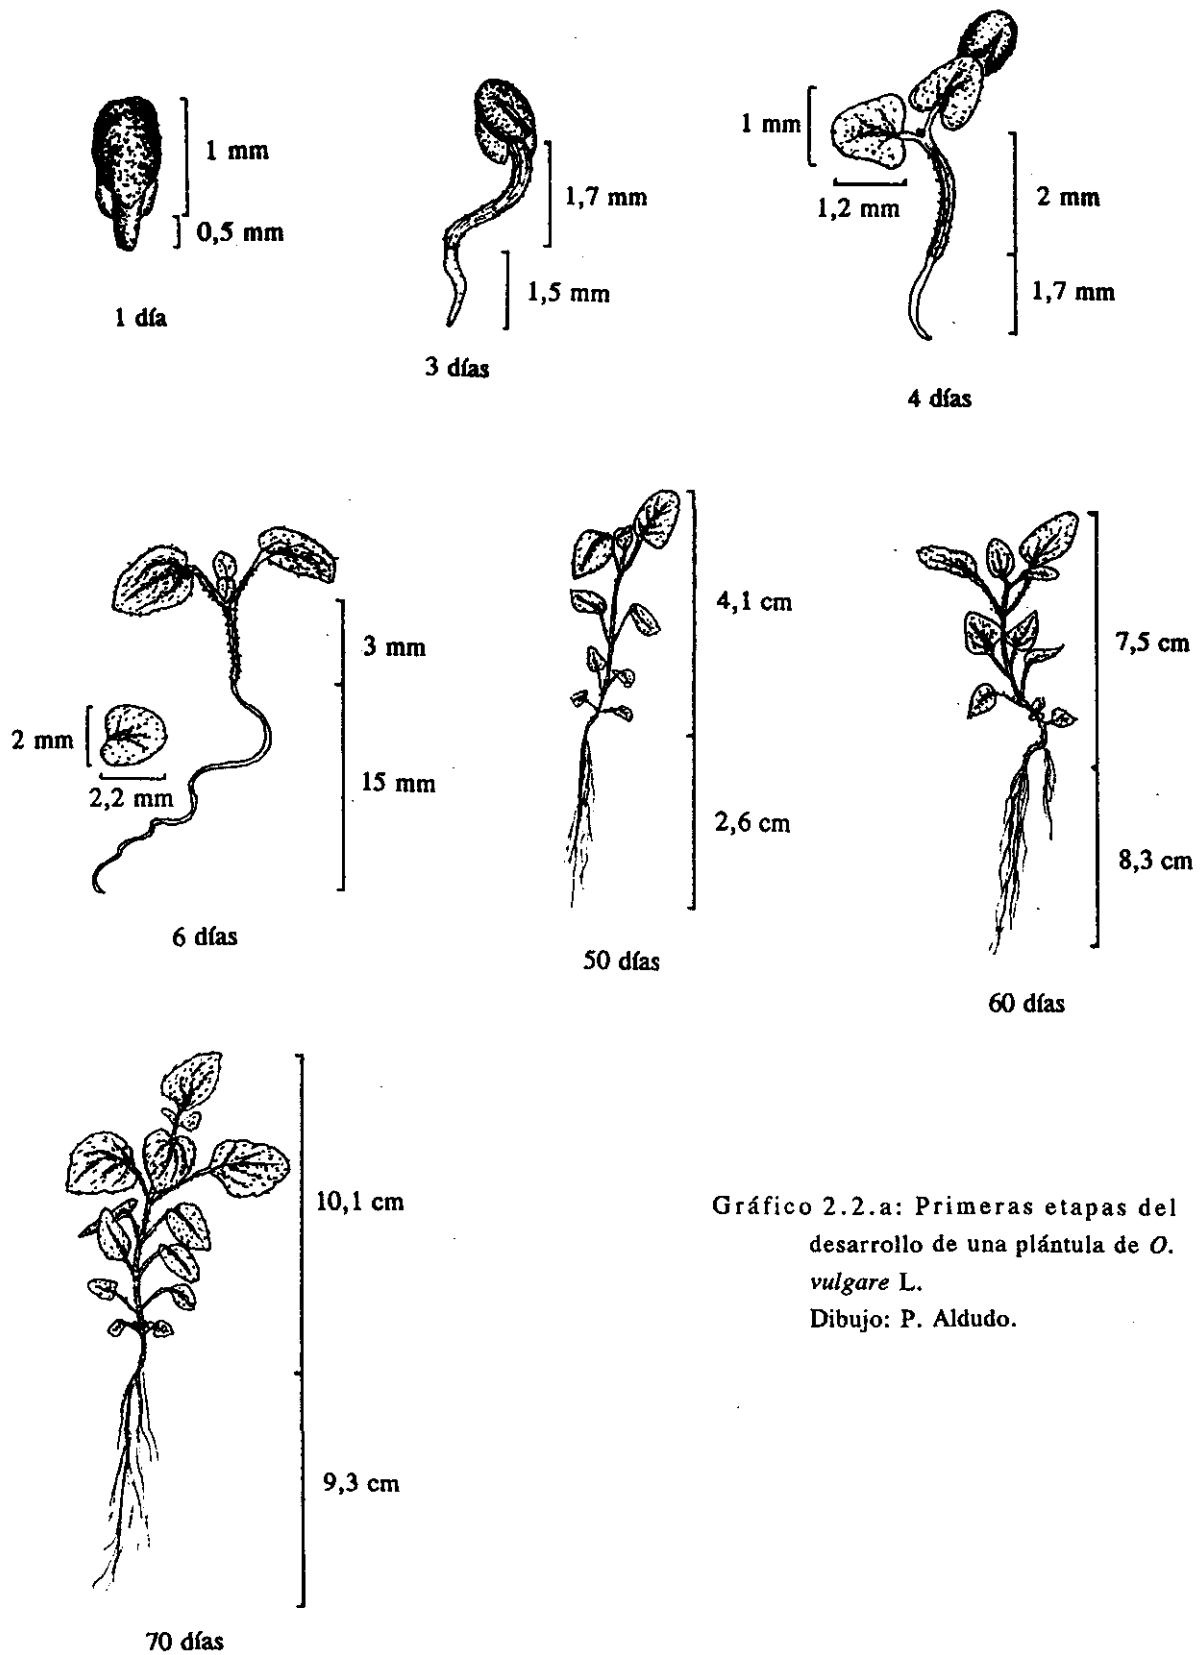 1 mm
0,5 mm
1 día
1,7 mm
1,5 mm
3 días
1 mm
1,2 mm
2 mm
1,7 mm
4 días
3 mm
2 mm
2,2 mm
15 mm
6 días
4,1 cm
2,6 cm
50 días
7,5 cm
8,3 cm
60 días
10,1 cm
9,3 cm
70 días
Gráfico 2.2.a: Primeras etapas del
desarrollo de una plántula de O.
vulgare L.
Dibujo: P. Aldudo.